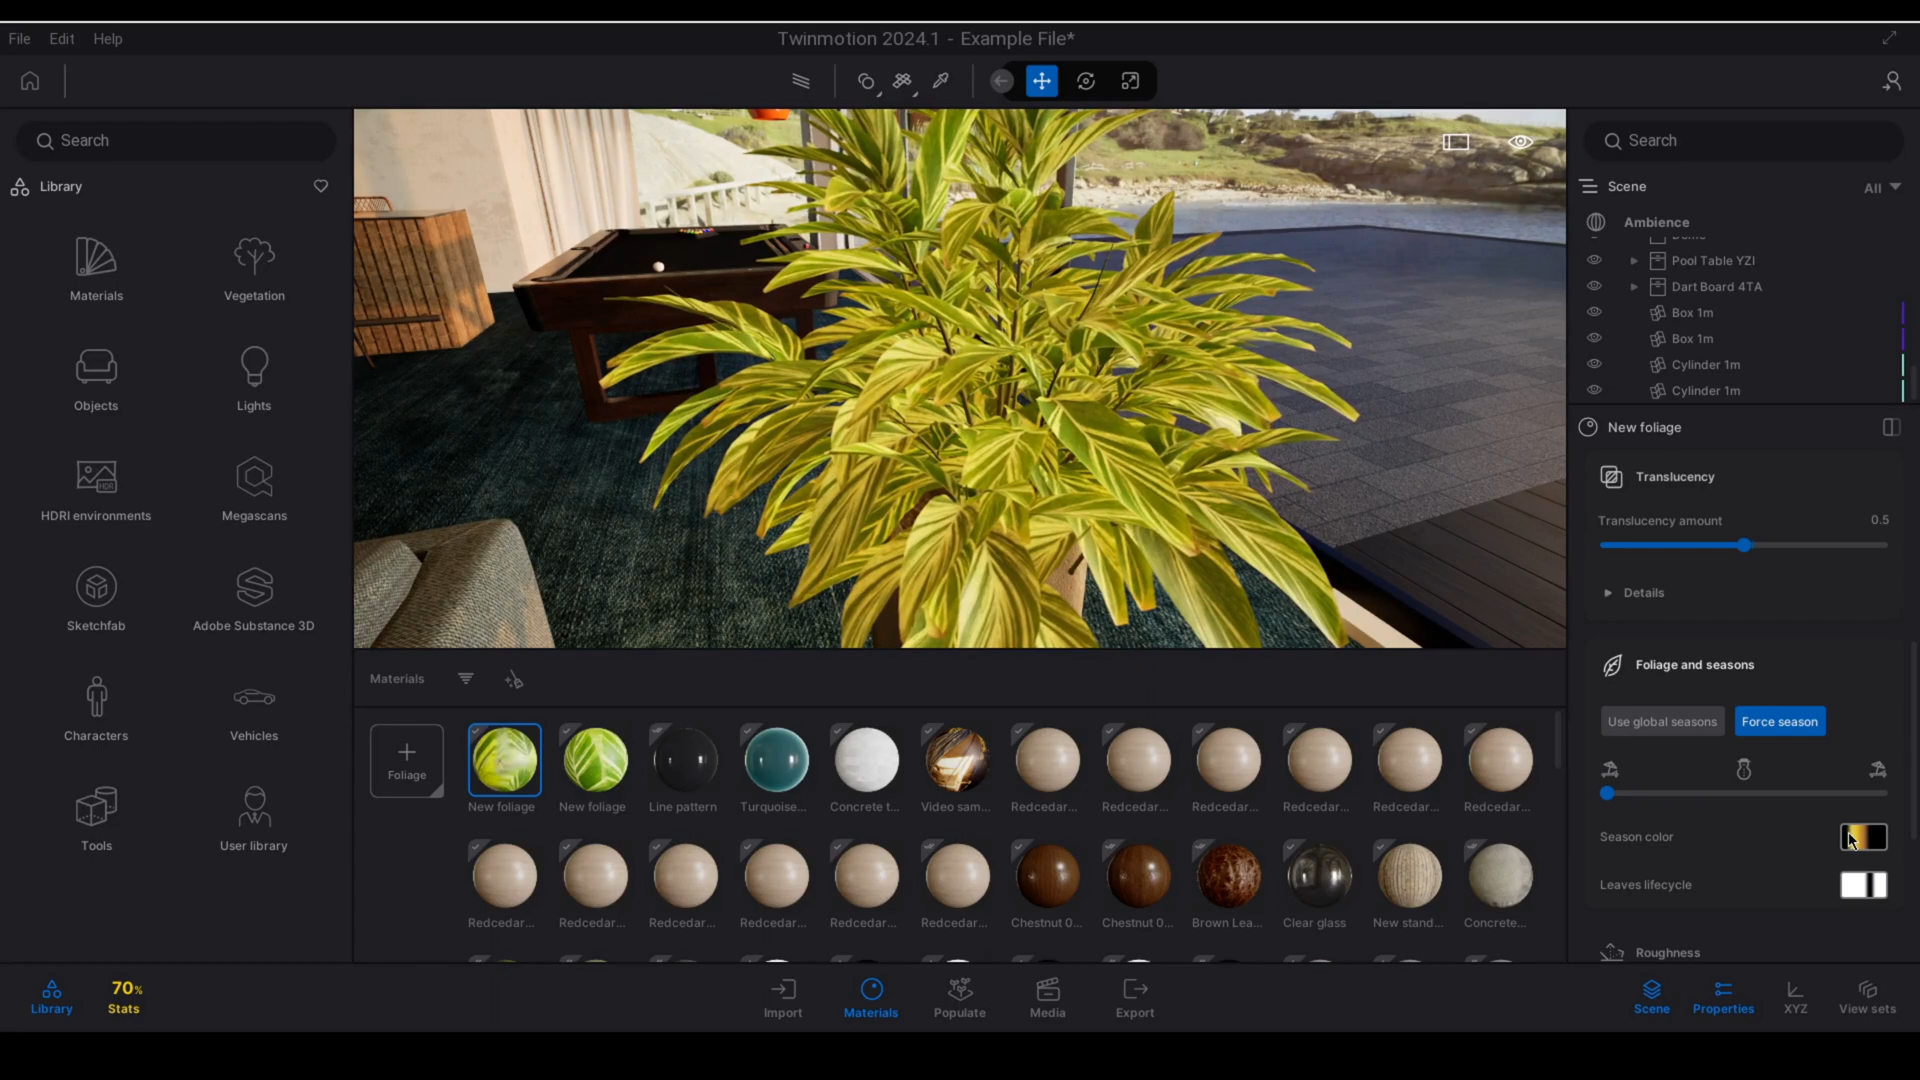 File Edit Help
Twinmotion 2024.1 - Example File*
Search
Library
Materials Vegetation
Objects Lights
HDR
HDRI environments Megascans
Sketchfab Adobe Substance 3D
Characters Vehicles
Tools User library
Search
Scene All
Ambience
Pool Table YZI
Dart Board 4TA
Box 1m
Box 1m
Cylinder 1m
Cylinder 1m
New foliage
Translucency
Translucency amount 0.5
Details
Foliage and seasons
Use global seasons Force season
Season color
Leaves lifecycle
Roughness
Materials
Foliage
New foliage New foliage Line pattern Turquoise... Concrete t... Video sam... Redcedar... Redcedar... Redcedar... Redcedar... Redcedar... Redcedar...
Redcedar... Redcedar... Redcedar... Redcedar... Redcedar... Redcedar... Chestnut 0... Chestnut 0... Brown Lea... Clear glass New stand... Concrete...
Library 70% Stats
Import Materials Populate Media Export
Scene Properties XYZ View sets